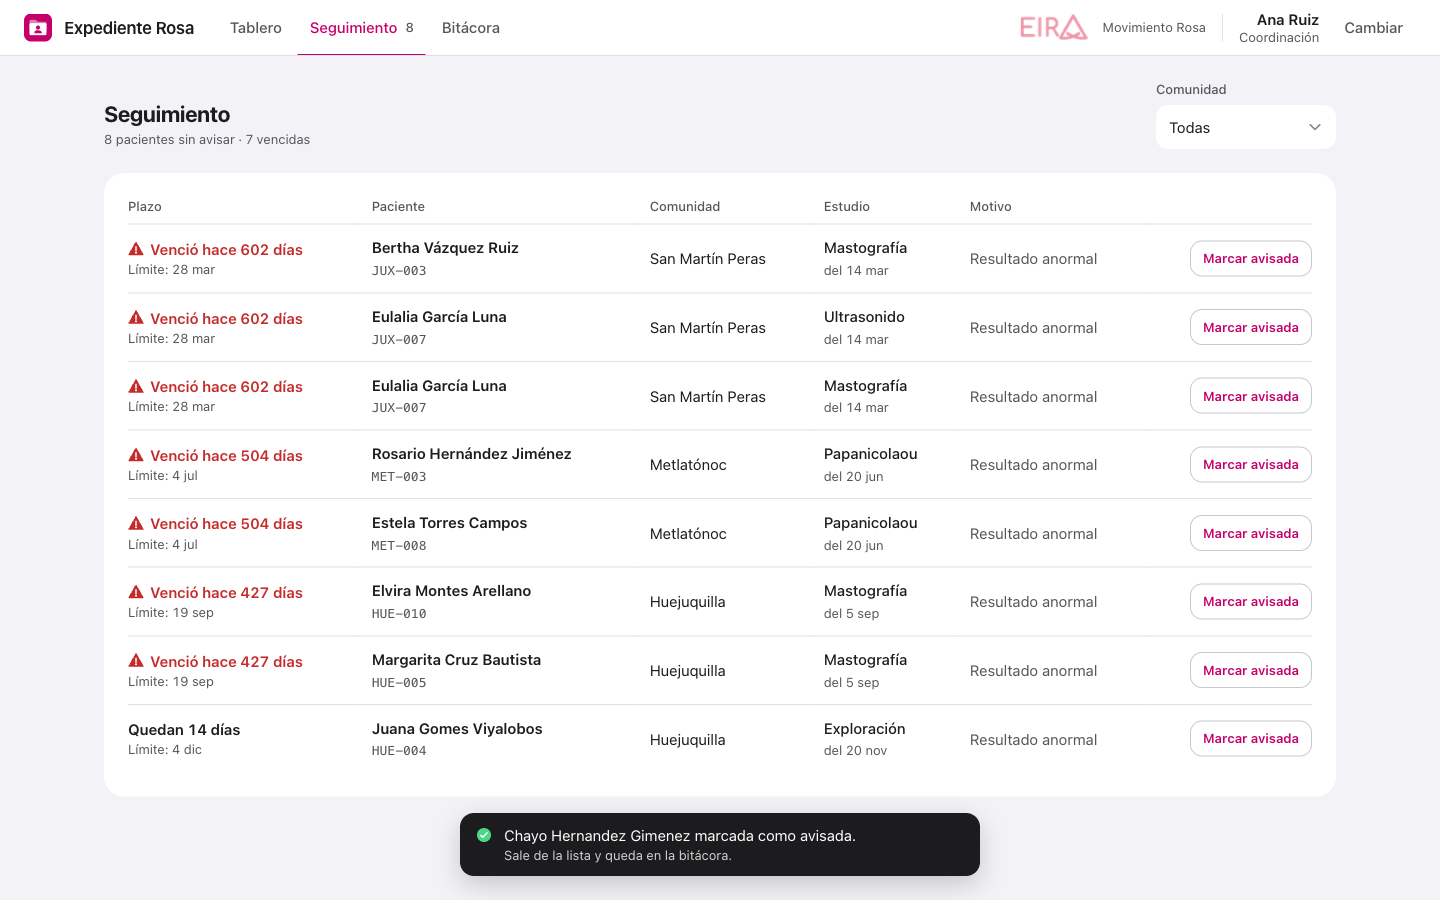 Expediente Rosa
Tablero
Seguimiento 8
Bitácora
EIRA
Movimiento Rosa
Ana Ruiz
Coordinación
Cambiar
Seguimiento
8 pacientes sin avisar · 7 vencidas
Comunidad
Todas
Plazo Paciente Comunidad Estudio Motivo
Venció hace 602 días Bertha Vázquez Ruiz San Martín Peras Mastografía Resultado anormal Marcar avisada
Límite: 28 mar JUX-003 del 14 mar
Venció hace 602 días Eulalia García Luna San Martín Peras Ultrasonido Resultado anormal Marcar avisada
Límite: 28 mar JUX-007 del 14 mar
Venció hace 602 días Eulalia García Luna San Martín Peras Mastografía Resultado anormal Marcar avisada
Límite: 28 mar JUX-007 del 14 mar
Venció hace 504 días Rosario Hernández Jiménez Metlatónoc Papanicolaou Resultado anormal Marcar avisada
Límite: 4 jul MET-003 del 20 jun
Venció hace 504 días Estela Torres Campos Metlatónoc Papanicolaou Resultado anormal Marcar avisada
Límite: 4 jul MET-008 del 20 jun
Venció hace 427 días Elvira Montes Arellano Huejuquilla Mastografía Resultado anormal Marcar avisada
Límite: 19 sep HUE-010 del 5 sep
Venció hace 427 días Margarita Cruz Bautista Huejuquilla Mastografía Resultado anormal Marcar avisada
Límite: 19 sep HUE-005 del 5 sep
Quedan 14 días Juana Gomes Viyalobos Huejuquilla Exploración Resultado anormal Marcar avisada
Límite: 4 dic HUE-004 del 20 nov
Chayo Hernandez Gimenez marcada como avisada.
Sale de la lista y queda en la bitácora.